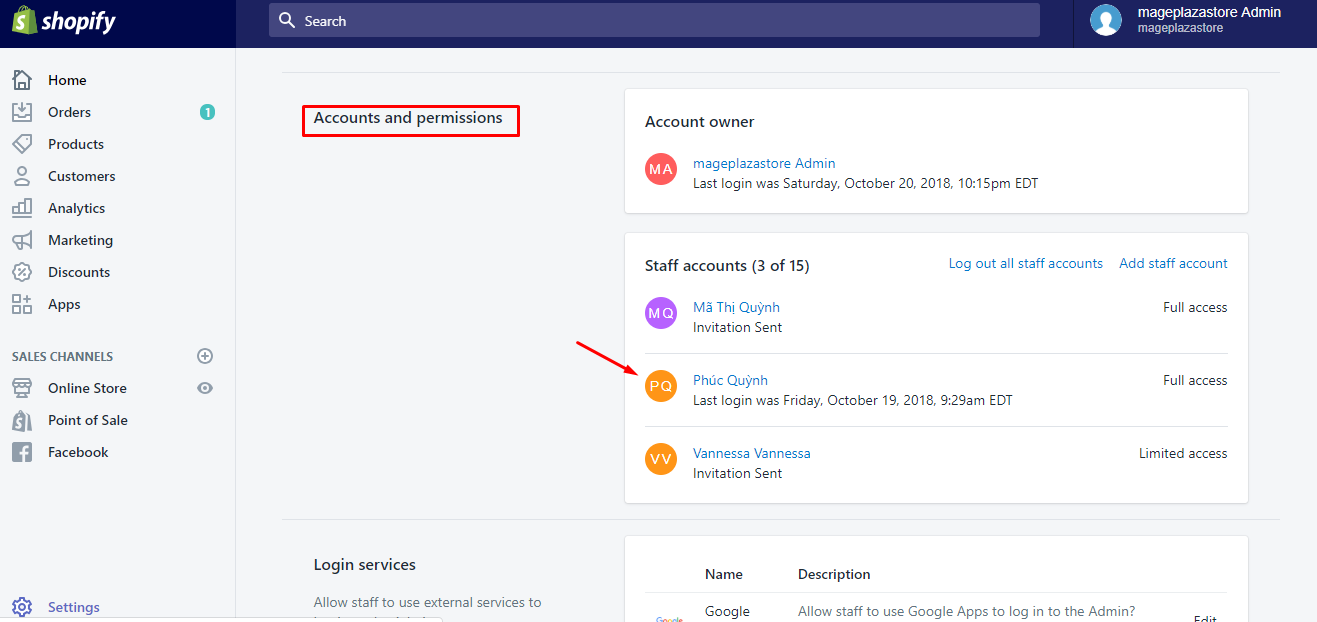 shopify
Search
mageplazastore Admin
mageplazastore
Home
Orders
1
Products
Customers
Analytics
Marketing
Discounts
Apps
SALES CHANNELS
Online Store
Point of Sale
Facebook
Settings
Accounts and permissions
Account owner
MA
mageplazastore Admin
Last login was Saturday, October 20, 2018, 10:15pm EDT
Staff accounts (3 of 15)
Log out all staff accounts
Add staff account
MQ
Mã Thị Quỳnh
Full access
Invitation Sent
PQ
Phúc Quỳnh
Full access
Last login was Friday, October 19, 2018, 9:29am EDT
VV
Vannessa Vannessa
Limited access
Invitation Sent
Login services
Allow staff to use external services to
Name
Description
Google
Google
Allow staff to use Google Apps to log in to the Admin?
Edit